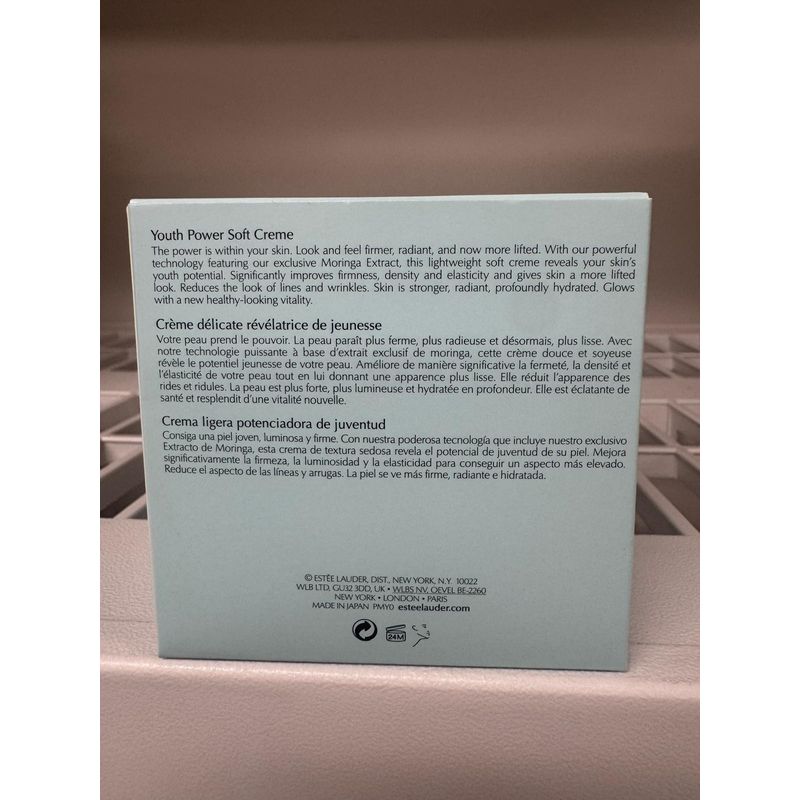 Youth Power Soft Creme
The power is within your skin. Look and feel firmer, radiant, and now more lifted. With our powerful
technology featuring our exclusive Moringa Extract, this lightweight soft creme reveals your skin's
youth potential. Significantly improves firmness, density and elasticity and gives skin a more lifted
look. Reduces the look of lines and wrinkles. Skin is stronger, radiant, profoundly hydrated. Glows
with a new healthy-looking vitality.
Crème délicate révélatrice de jeunesse
Votre peau prend le pouvoir. La peau paraît plus ferme, plus radieuse et désormais, plus lisse. Avec
notre technologie puissante à base d'extrait exclusif de moringa, cette crème douce et soyeuse
révèle le potentiel jeunesse de votre peau. Améliore de manière significative la fermeté, la densité et
l'élasticité de votre peau tout en lui donnant une apparence plus lisse. Elle réduit l'apparence des
rides et ridules. La peau est plus forte, plus lumineuse et hydratée en profondeur. Elle est éclatante de
santé et resplendit d'une vitalité nouvelle.
Crema ligera potenciadora de juventud
Consiga una piel joven, luminosa y firme. Con nuestra poderosa tecnología que incluye nuestro exclusivo
Extracto de Moringa, esta crema de textura sedosa revela el potencial de juventud de su piel. Mejora
significativamente la firmeza, la luminosidad y la elasticidad para conseguir un aspecto más elevado.
Reduce el aspecto de las líneas y arrugas. La piel se ve más firme, radiante e hidratada.
© ESTĒE LAUDER, DIST., NEW YORK, N.Y. 10022
WLB LTD, GU32 3DD, UK • WLBS NV, OEVEL BE-2260
NEW YORK • LONDON • PARIS
MADE IN JAPAN PMY0 esteelauder.com
24M